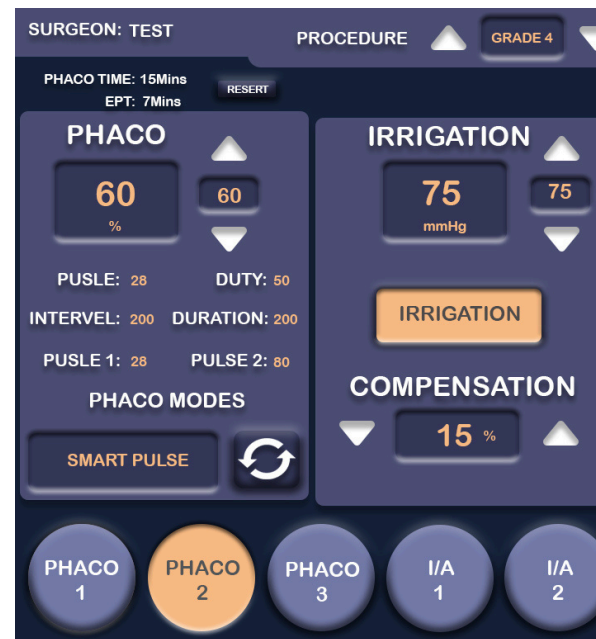 SURGEON: TEST
PROCEDURE GRADE 4
PHACO TIME: 15Mins
EPT: 7Mins
RESERT
PHACO
60
%
60
PUSLE: 28 DUTY: 50
INTERVEL: 200 DURATION: 200
PUSLE 1: 28 PULSE 2: 80
PHACO MODES
SMART PULSE
IRRIGATION
75
mmHg
75
IRRIGATION
COMPENSATION
15 %
PHACO
1
PHACO
2
PHACO
3
I/A
1
I/A
2